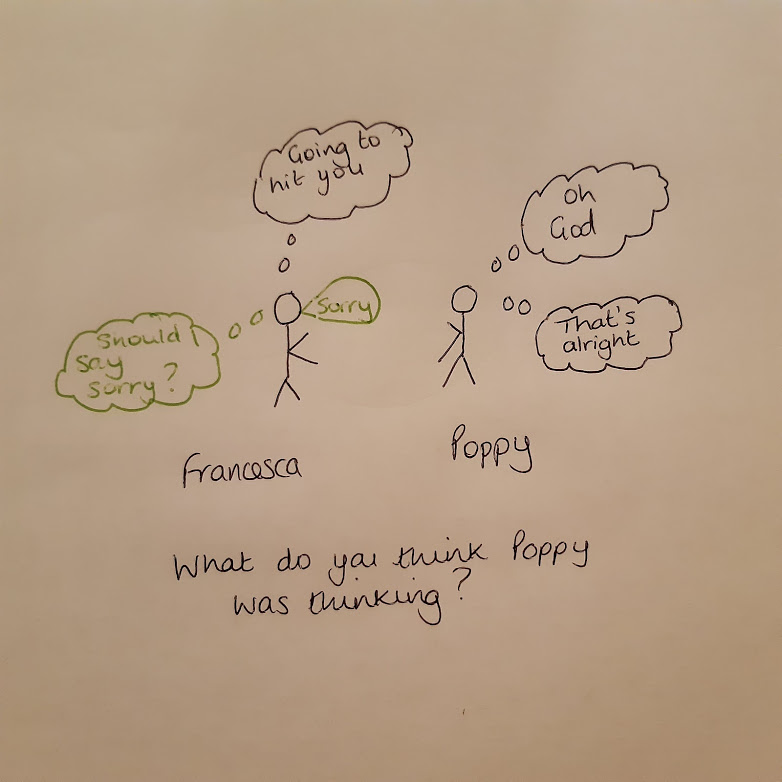 Going to
hit you
Oh
God
Sorry
That's
alright
Should I
say
sorry?
Francesca
Poppy
What do you think Poppy
was thinking?